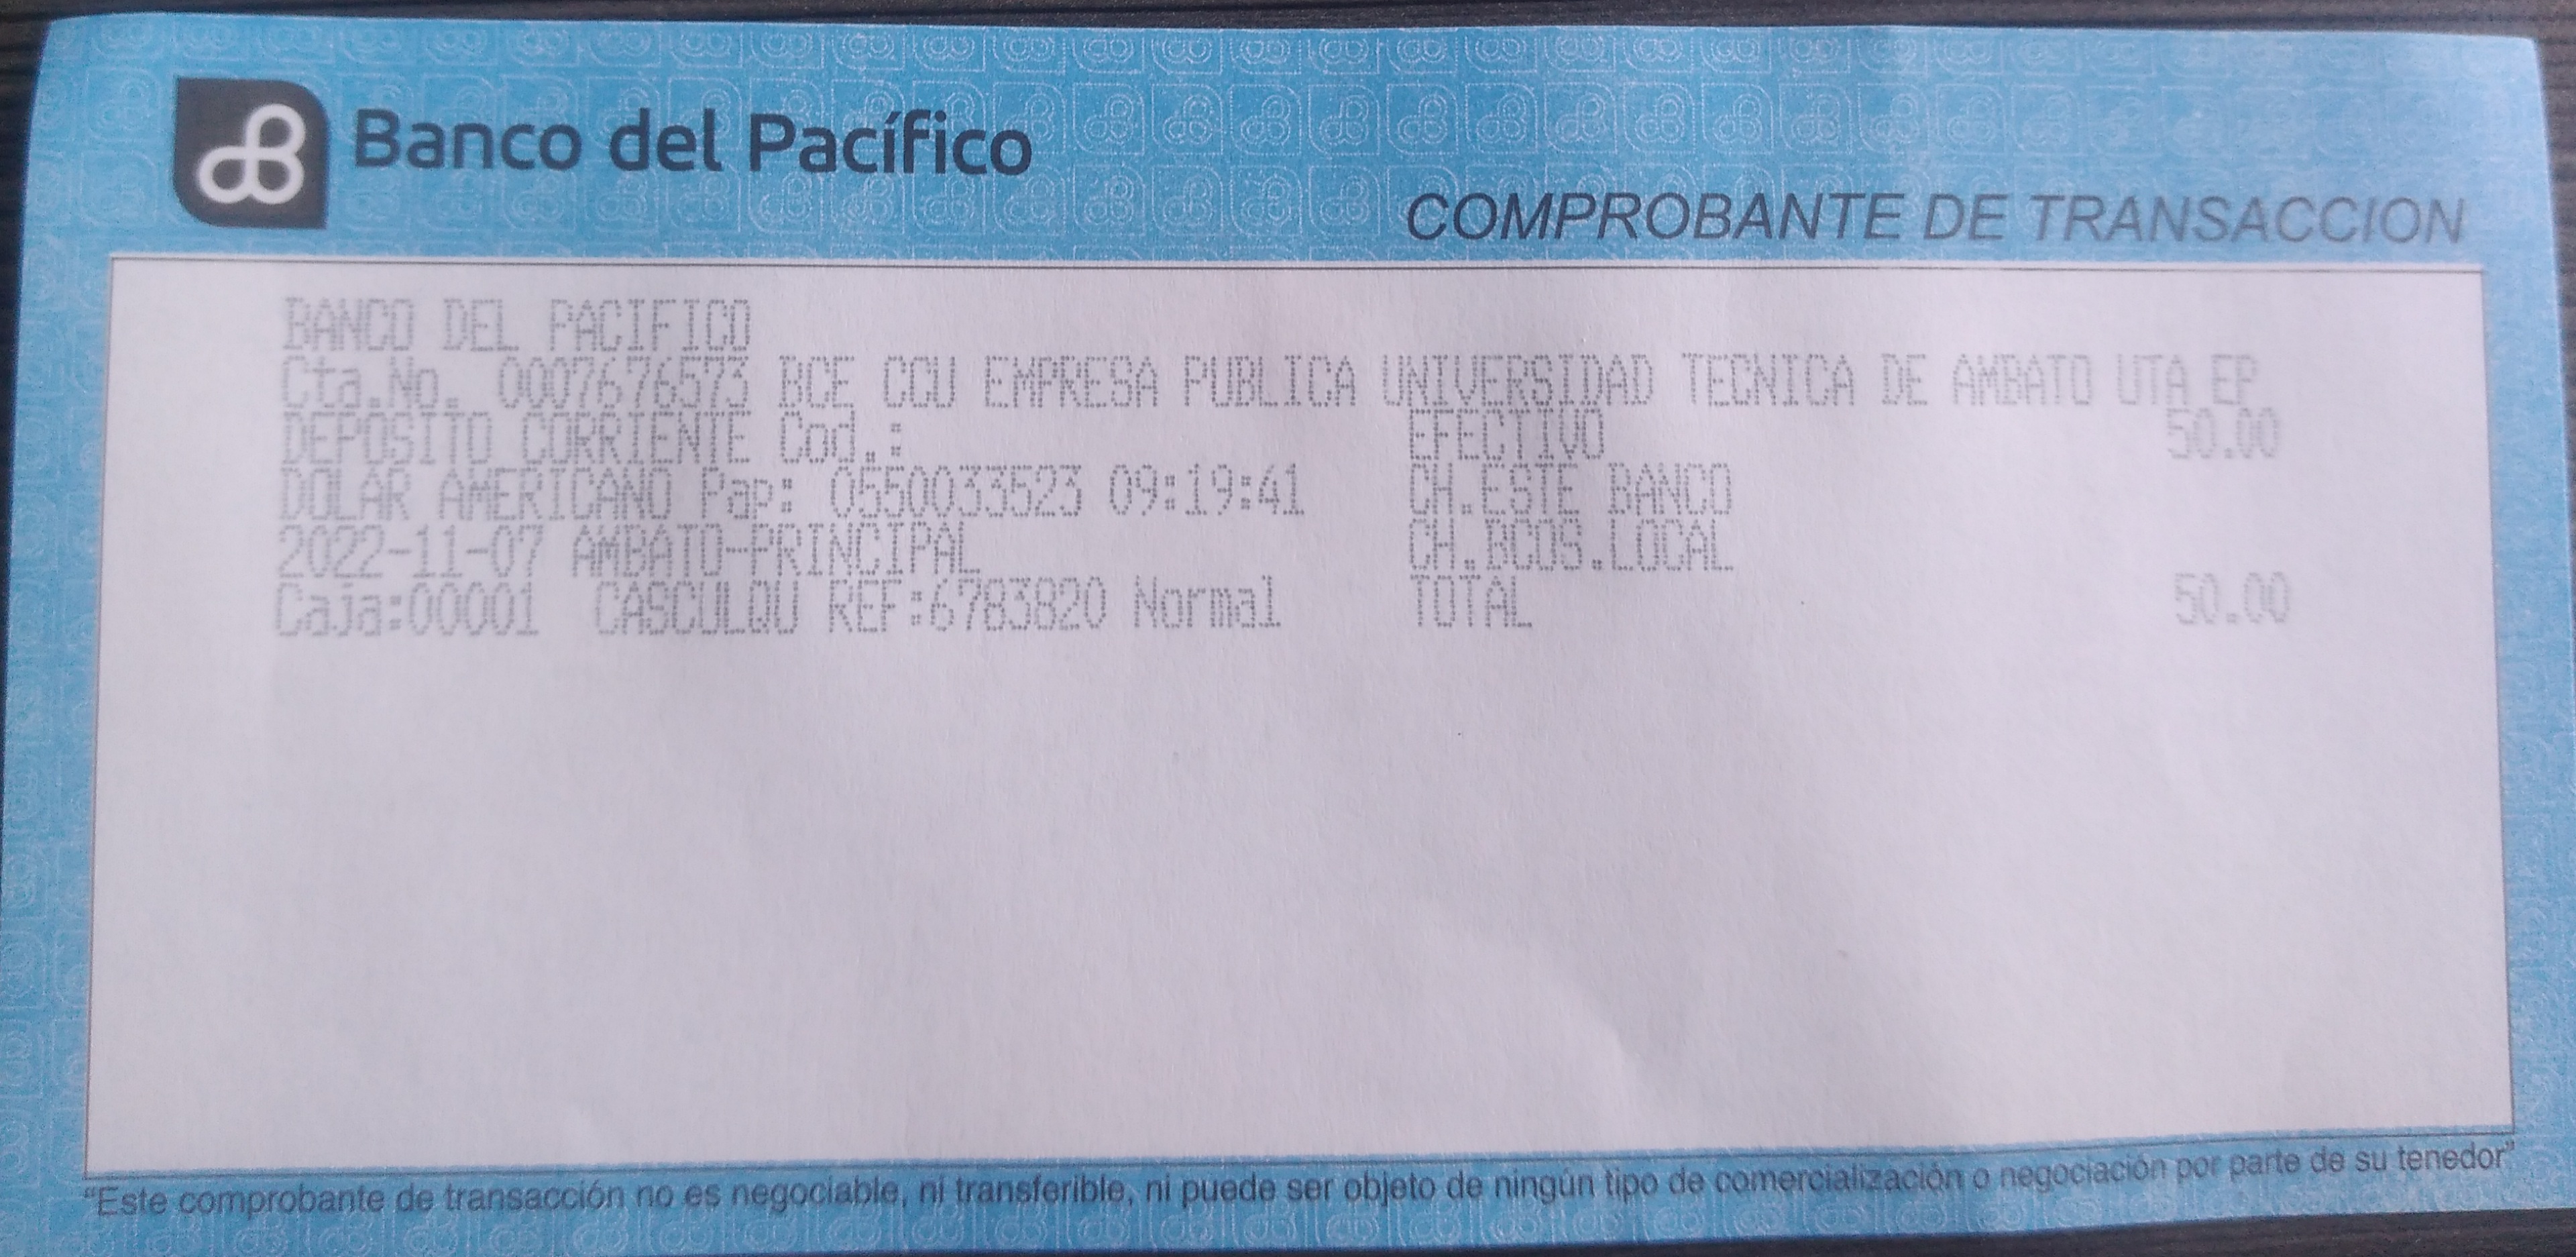 Banco del Pacífico
COMPROBANTE DE TRANSACCION
BANCO DEL PACIFICO
Cta.No. 0007676573 BCE CCU EMPRESA PUBLICA UNIVERSIDAD TECNICA DE AMBATO UTA EP
DEPOSITO CORRIENTE Cod.: EFECTIVO 50.00
DOLAR AMERICANO Pap: 0550033523 09:19:41 CH.ESTE BANCO
2022-11-07 AMBATO-PRINCIPAL CH.BCOS.LOCAL
Caja:00001 CASCULQU REF:6783820 Normal TOTAL 50.00
“Este comprobante de transacción no es negociable, ni transferible, ni puede ser objeto de ningún tipo de comercialización o negociación por parte de su tenedor”